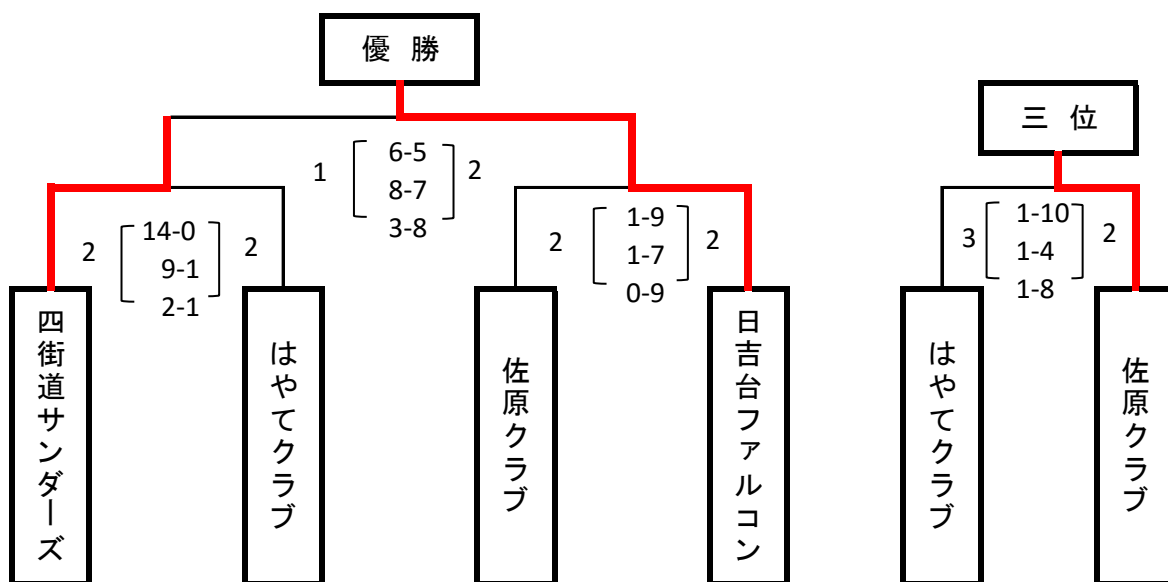 優 勝
三 位
1
6-5
8-7
3-8
2
2
14-0
9-1
2-1
2
2
1-9
1-7
0-9
2
3
1-10
1-4
1-8
2
四街道サンダーズ
はやてクラブ
佐原クラブ
日吉台ファルコン
はやてクラブ
佐原クラブ